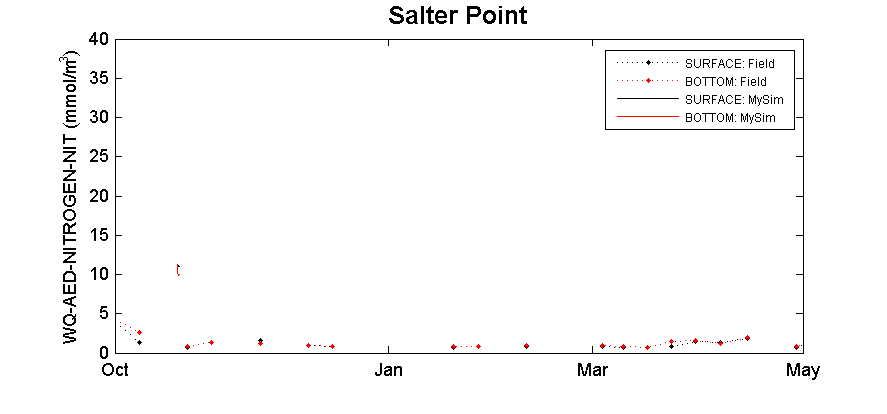 Salter Point
WQ-AED-NITROGEN-NIT (mmol/m³)
40
35
30
25
20
15
10
5
0
Oct
Jan
Mar
May
SURFACE: Field
BOTTOM: Field
SURFACE: MySim
BOTTOM: MySim